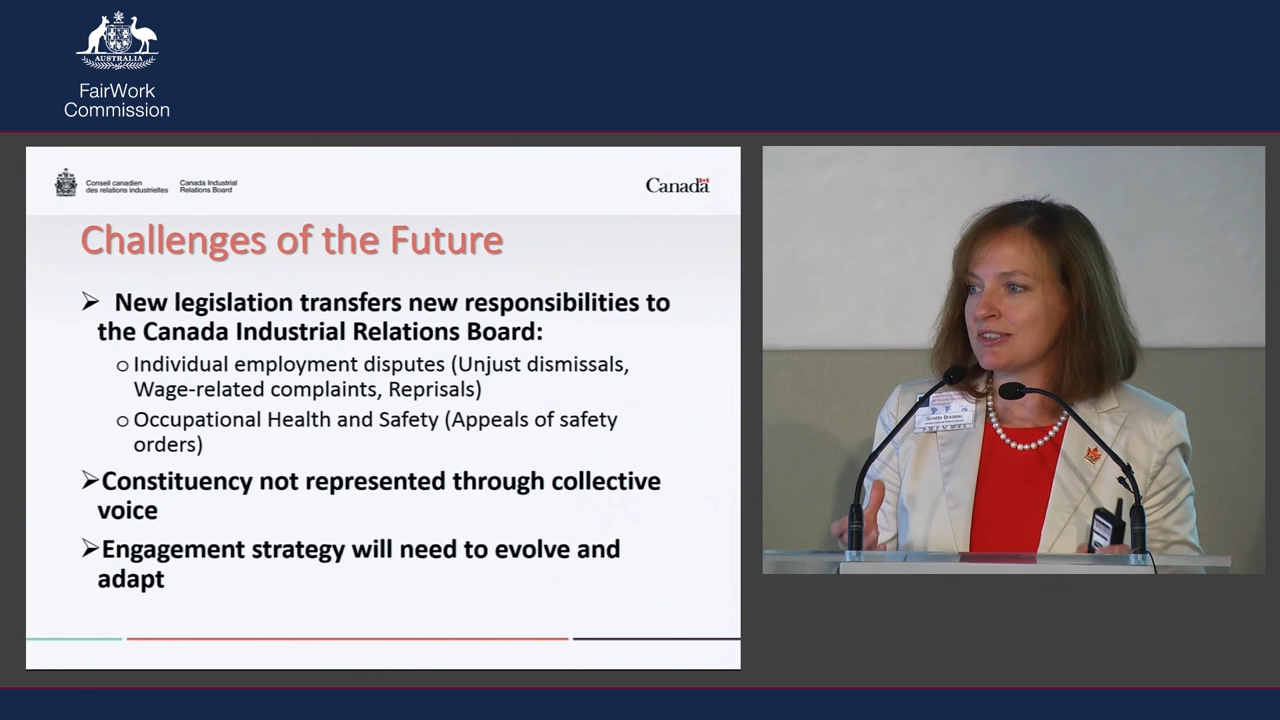 AUSTRALIA
FairWork
Commission
Conseil canadien
des relations industrielles
Canada Industrial
Relations Board
Canada
Challenges of the Future
➢ New legislation transfers new responsibilities to
the Canada Industrial Relations Board:
o Individual employment disputes (Unjust dismissals,
Wage-related complaints, Reprisals)
o Occupational Health and Safety (Appeals of safety
orders)
➢Constituency not represented through collective
voice
➢Engagement strategy will need to evolve and
adapt
Ginette Brazeau